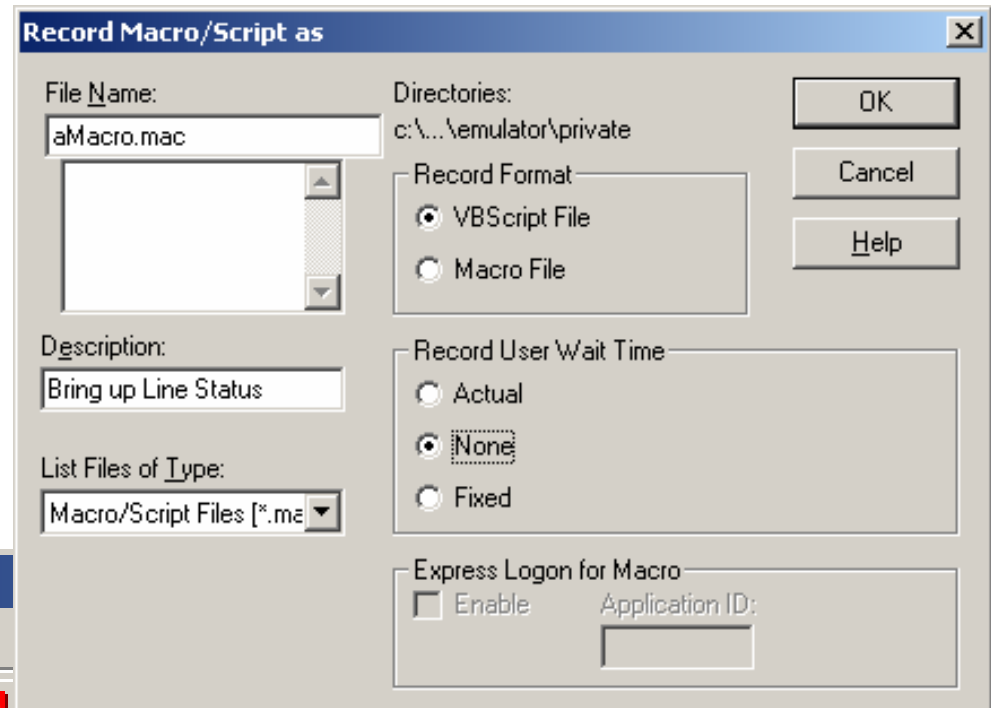 Record Macro/Script as
File Name:
aMacro.mac
Description:
Bring up Line Status
List Files of Type:
Macro/Script Files [*.ma
Directories:
c:\...\emulator\private
Record Format
VBScript File
Macro File
Record User Wait Time
Actual
None
Fixed
Express Logon for Macro
Enable
Application ID:
OK
Cancel
Help